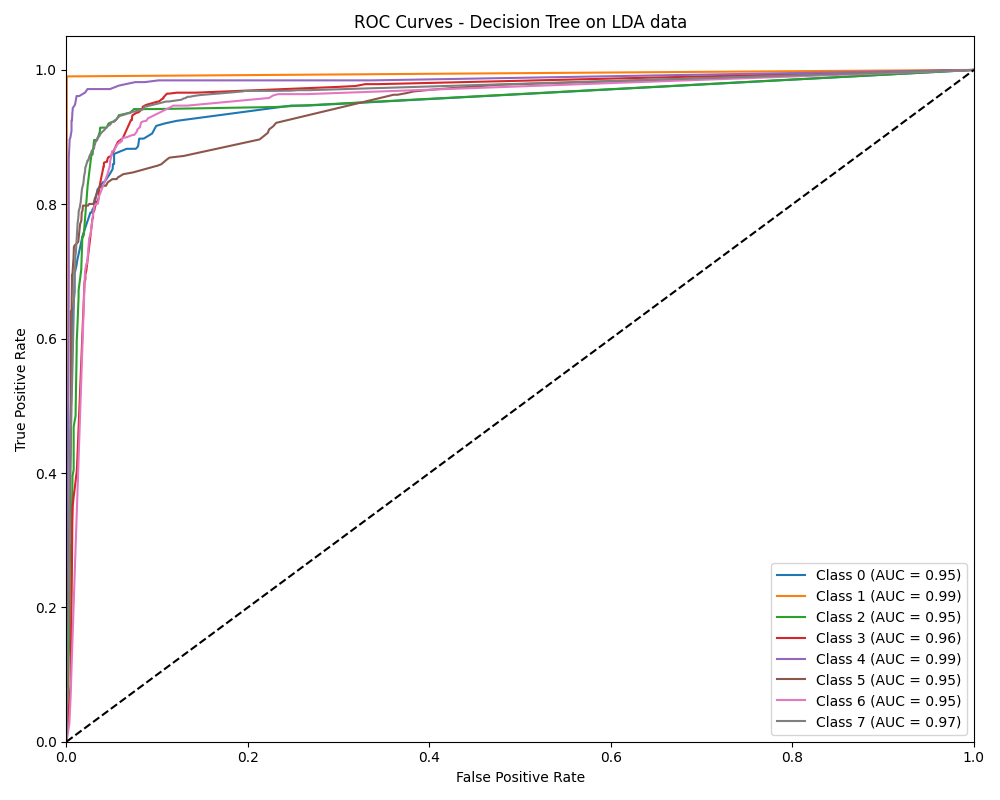 ROC Curves - Decision Tree on LDA data
True Positive Rate
1.0
0.8
0.6
0.4
0.2
0.0
0.0 0.2 0.4 0.6 0.8 1.0
False Positive Rate
Class 0 (AUC = 0.95)
Class 1 (AUC = 0.99)
Class 2 (AUC = 0.95)
Class 3 (AUC = 0.96)
Class 4 (AUC = 0.99)
Class 5 (AUC = 0.95)
Class 6 (AUC = 0.95)
Class 7 (AUC = 0.97)